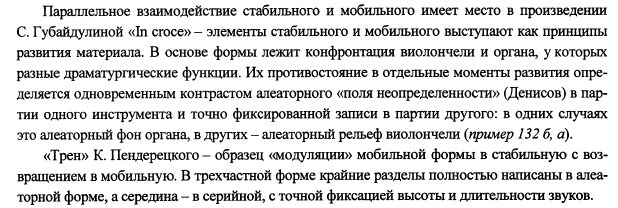 Параллельное взаимодействие стабильного и мобильного имеет место в произведении
С. Губайдулиной «In croce» – элементы стабильного и мобильного выступают как принципы
развития материала. В основе формы лежит конфронтация виолончели и органа, у которых
разные драматургические функции. Их противостояние в отдельные моменты развития опре-
деляется одновременным контрастом алеаторного «поля неопределенности» (Денисов) в пар-
тии одного инструмента и точно фиксированной записи в партии другого: в одних случаях
это алеаторный фон органа, в других – алеаторный рельеф виолончели (пример 132 б, а).
«Трен» К. Пендерецкого – образец «модуляции» мобильной формы в стабильную с воз-
вращением в мобильную. В трехчастной форме крайние разделы полностью написаны в алеа-
торной форме, а середина – в серийной, с точной фиксацией высоты и длительности звуков.